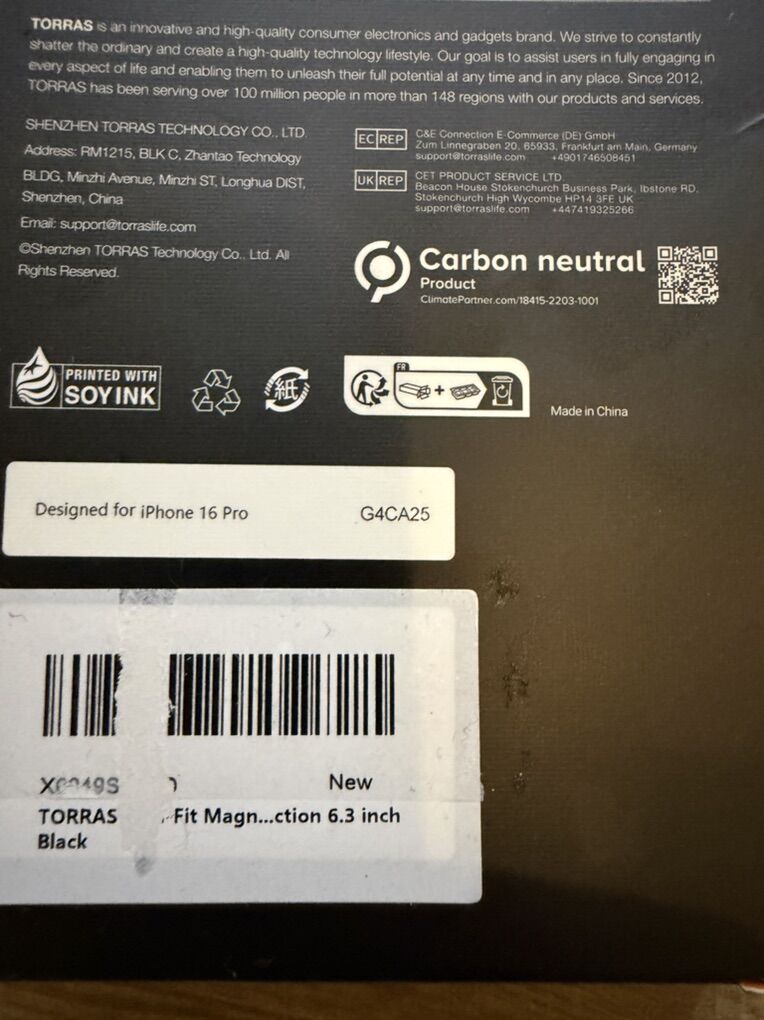 TORRAS is an innovative and high-quality consumer electronics and gadgets brand. We strive to constantly
shatter the ordinary and create a high-quality technology lifestyle. Our goal is to assist users in fully engaging in
every aspect of life and enabling them to unleash their full potential at any time and in any place. Since 2012,
TORRAS has been serving over 100 million people in more than 148 regions with our products and services.
SHENZHEN TORRAS TECHNOLOGY CO., LTD.
Address: RM1215, BLK C, Zhantao Technology
BLDG, Minzhi Avenue, Minzhi ST, Longhua DIST,
Shenzhen, China
Email: support@torraslife.com
©Shenzhen TORRAS Technology Co., Ltd. All
Rights Reserved.
EC REP
C&E Connection E-Commerce (DE) GmbH
Zum Linnegraben 20, 65933, Frankfurt am Main, Germany
support@torraslife.com +4901746508451
UK REP
CET PRODUCT SERVICE LTD.
Beacon House Stokenchurch Business Park, Ibstone RD,
Stokenchurch High Wycombe HP14 3FE UK
support@torraslife.com +447419325266
Carbon neutral
Product
ClimatePartner.com/18415-2203-1001
PRINTED WITH
SOY INK
紙
FR
Made in China
Designed for iPhone 16 Pro G4CA25
New
TORRAS Fit Magn...ction 6.3 inch
Black